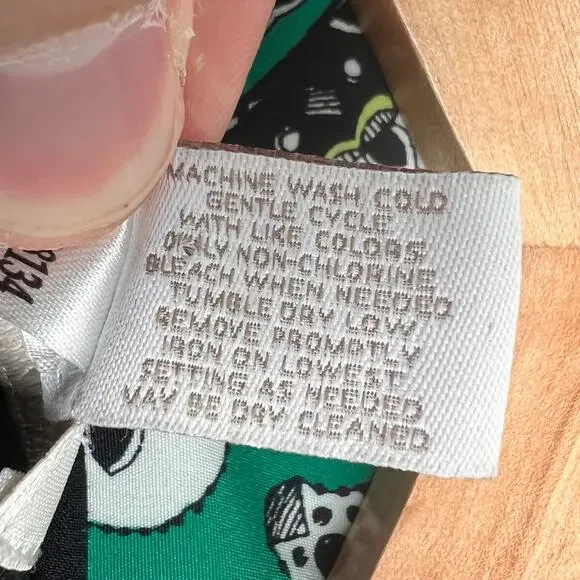 MACHINE WASH COLD
GENTLE CYCLE
WITH LIKE COLORS
ONLY NON-CHLORINE
BLEACH WHEN NEEDED
TUMBLE DRY LOW
REMOVE PROMPTLY
IRON ON LOWEST
SETTING AS NEEDED
MAY BE DRY CLEANED
8134